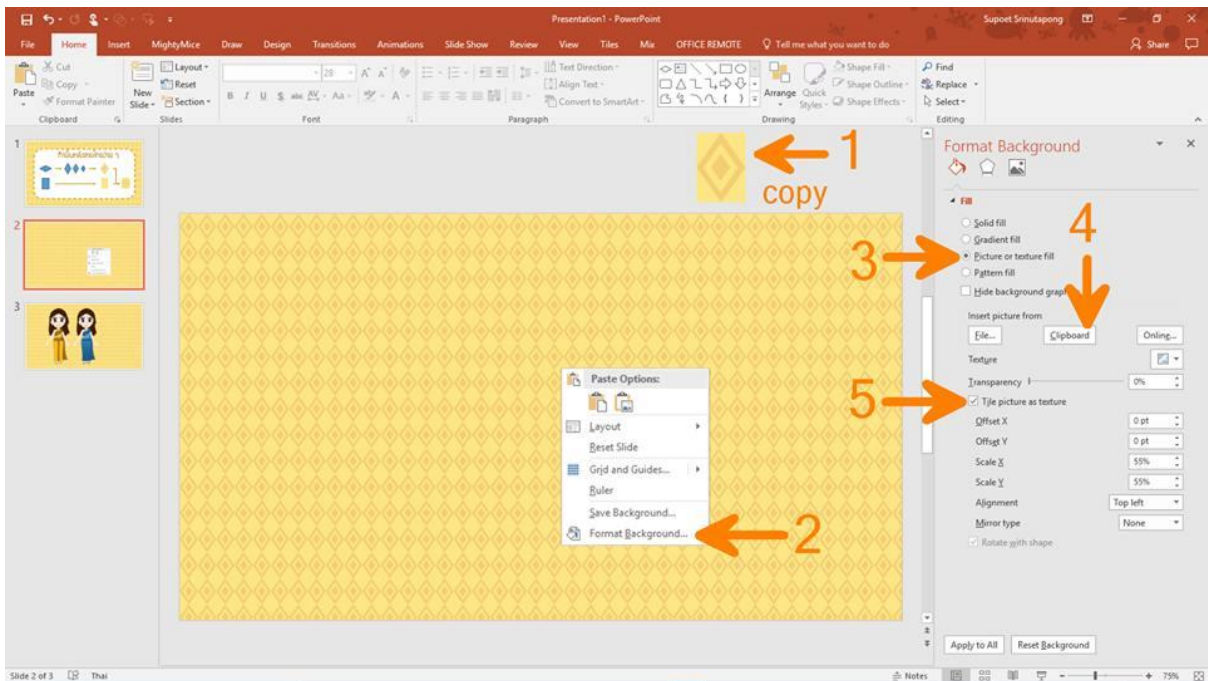 Presentation1 - PowerPoint
Supoet Srinutapong
File Home Insert MightyMice Draw Design Transitions Animations Slide Show Review View Tiles Mix OFFICE REMOTE Tell me what you want to do Share
Paste
Cut
Copy
Format Painter
Clipboard
New Slide
Layout
Reset
Section
Slides
28
Font
Text Direction
Align Text
Convert to SmartArt
Paragraph
Arrange
Quick Styles
Shape Fill
Shape Outline
Shape Effects
Drawing
Find
Replace
Select
Editing
1
2
3
1
copy
Paste Options:
Layout
Reset Slide
Grid and Guides...
Ruler
Save Background...
Format Background...
2
Format Background
Fill
Solid fill
Gradient fill
3
Picture or texture fill
Pattern fill
4
Hide background grap
Insert picture from
File... Clipboard Online...
Texture
Transparency 0%
5
Tile picture as texture
Offset X 0 pt
Offset Y 0 pt
Scale X 55%
Scale Y 55%
Alignment Top left
Mirror type None
Rotate with shape
Apply to All Reset Background
Slide 2 of 3 Thai
Notes 75%